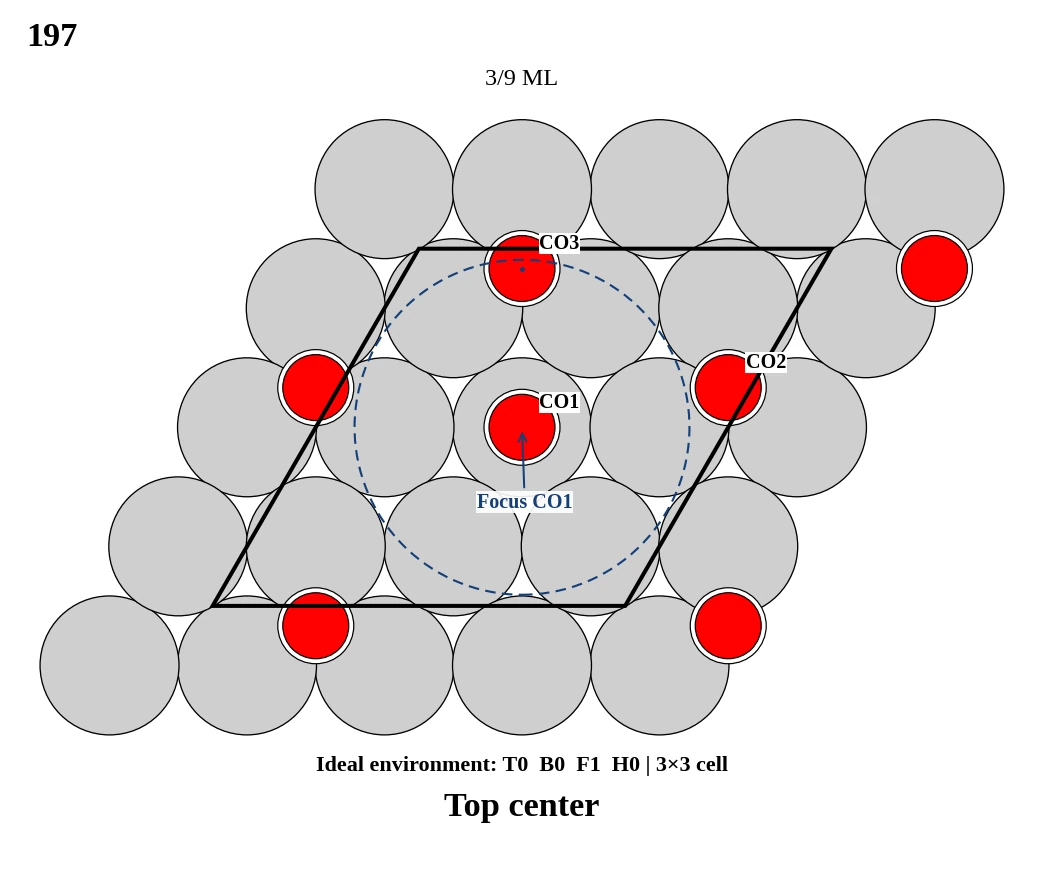 197
3/9 ML
CO3
CO2
CO1
Focus CO1
Ideal environment: T0 B0 F1 H0 | 3×3 cell
Top center